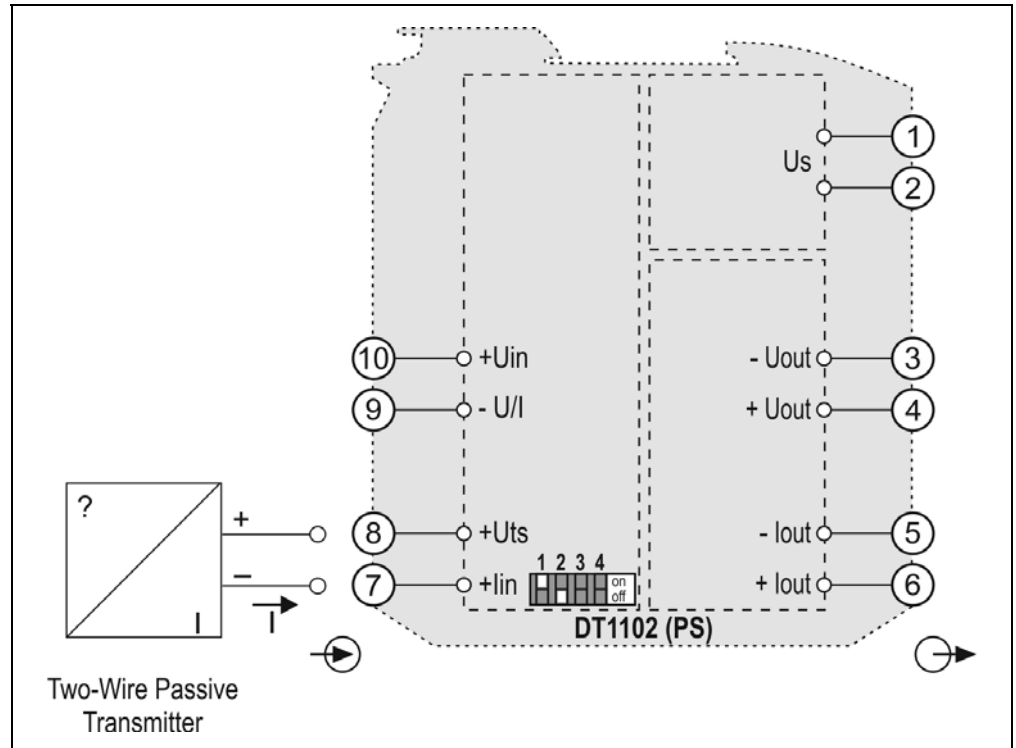 1
Us
2
10 +Uin
- Uout 3
9 - U/I
+ Uout 4
?
+
8 +Uts
- Iout 5
1 2 3 4
on
off
–
7 +Iin
+ Iout 6
I I
DT1102 (PS)
Two-Wire Passive
Transmitter